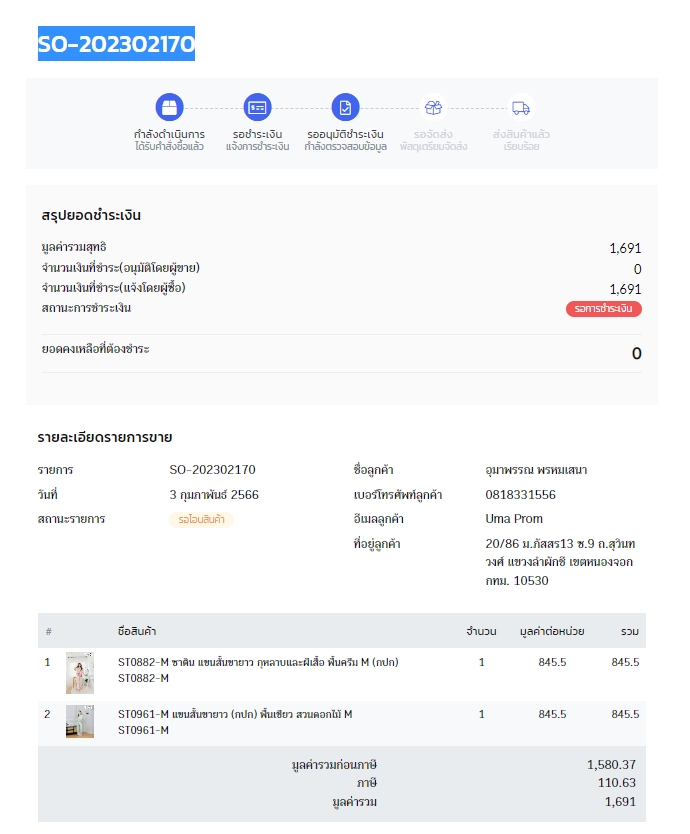 SO-202302170
กำลังดำเนินการ รอชำระเงิน รออนุมัติชำระเงิน รอจัดส่ง ส่งสินค้าแล้ว
ได้รับคำสั่งซื้อแล้ว แจ้งการชำระเงิน กำลังตรวจสอบข้อมูล พัสดุเตรียมจัดส่ง เรียบร้อย
สรุปยอดชำระเงิน
มูลค่ารวมสุทธิ 1,691
จำนวนเงินที่ชำระ(อนุมัติโดยผู้ขาย) 0
จำนวนเงินที่ชำระ(แจ้งโดยผู้ซื้อ) 1,691
สถานะการชำระเงิน รอการชำระเงิน
ยอดคงเหลือที่ต้องชำระ 0
รายละเอียดรายการขาย
รายการ SO-202302170 ชื่อลูกค้า อุมาพรรณ พรหมเสนา
วันที่ 3 กุมภาพันธ์ 2566 เบอร์โทรศัพท์ลูกค้า 0818331556
สถานะรายการ รอโอนสินค้า อีเมลลูกค้า Uma Prom
ที่อยู่ลูกค้า 20/86 ม.ภัสสร13 ซ.9 ถ.สุวินท
วงศ์ แขวงลำผักชี เขตหนองจอก
กทม. 10530
# ชื่อสินค้า จำนวน มูลค่าต่อหน่วย รวม
1 ST0882-M ซาติน แขนสั้นขายาว กุหลาบและผีเสื้อ พื้นครีม M (กปก) 1 845.5 845.5
ST0882-M
2 ST0961-M แขนสั้นขายาว (กปก) พื้นเขียว สวนดอกไม้ M 1 845.5 845.5
ST0961-M
มูลค่ารวมก่อนภาษี 1,580.37
ภาษี 110.63
มูลค่ารวม 1,691